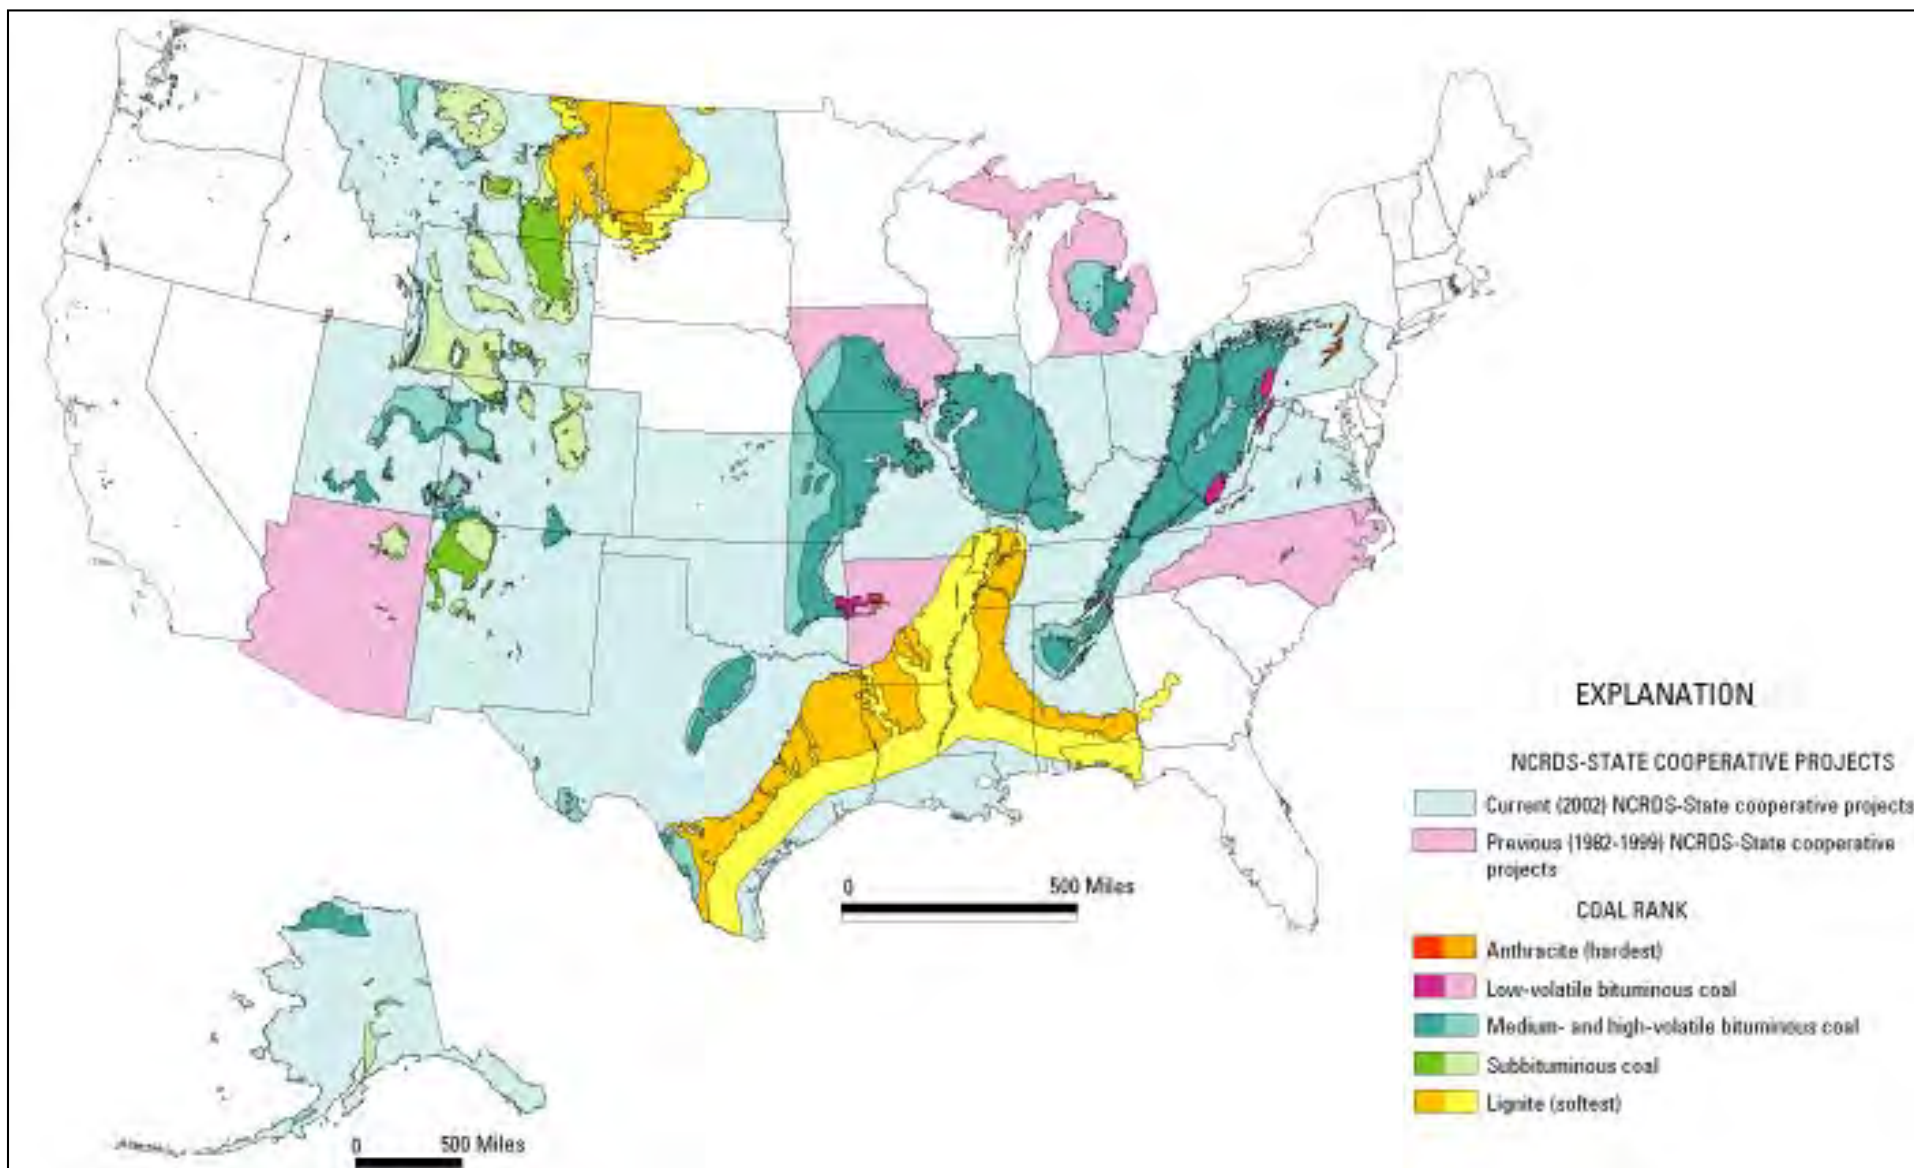 EXPLANATION
NCRDS-STATE COOPERATIVE PROJECTS
Current (2002) NCRDS-State cooperative projects
Previous (1982-1999) NCRDS-State cooperative
projects
COAL RANK
Anthracite (hardest)
Low-volatile bituminous coal
Medium- and high-volatile bituminous coal
Subbituminous coal
Lignite (softest)
0 500 Miles
0 500 Miles